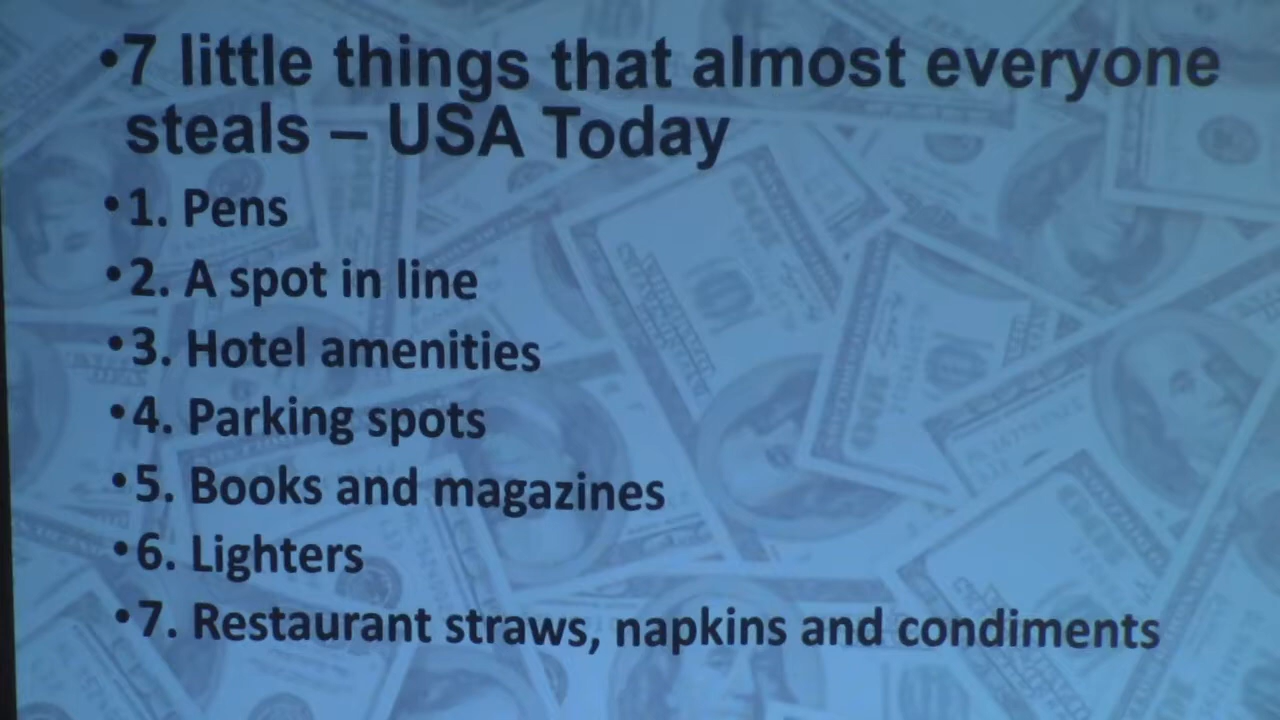 •7 little things that almost everyone
steals – USA Today
•1. Pens
•2. A spot in line
•3. Hotel amenities
•4. Parking spots
•5. Books and magazines
•6. Lighters
•7. Restaurant straws, napkins and condiments